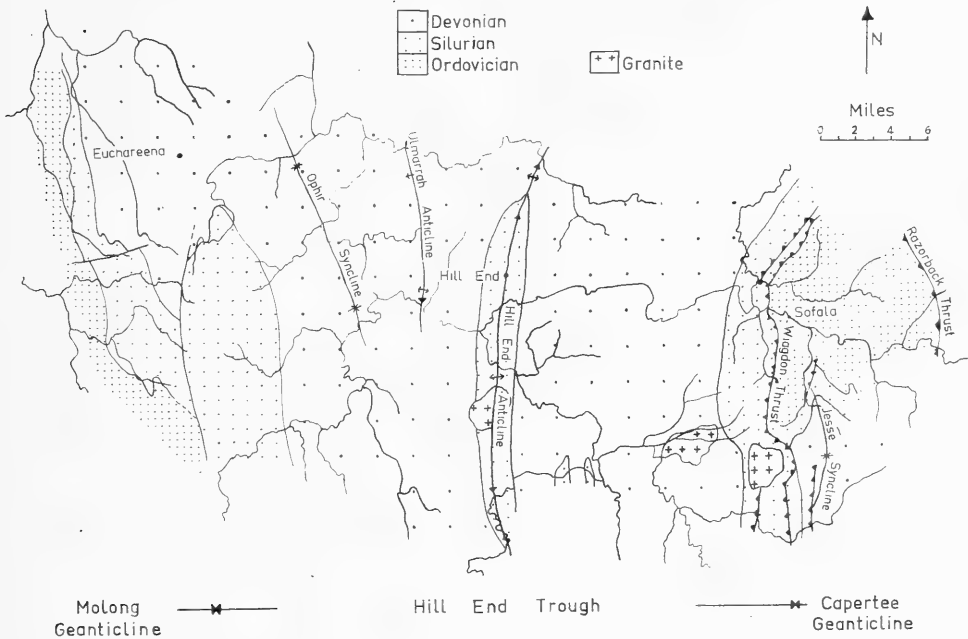 Devonian
Silurian
Ordovician
Granite
N
Miles
0 2 4 6
Euchareena
Ophir
Syncline
Ulmarrah
Anticline
Hill End
Hill End
Anticline
Sofala
Razorback
Thrust
Wiagdon Thrust
Jesse
Syncline
Molong
Geanticline
Hill End Trough
Capertee
Geanticline